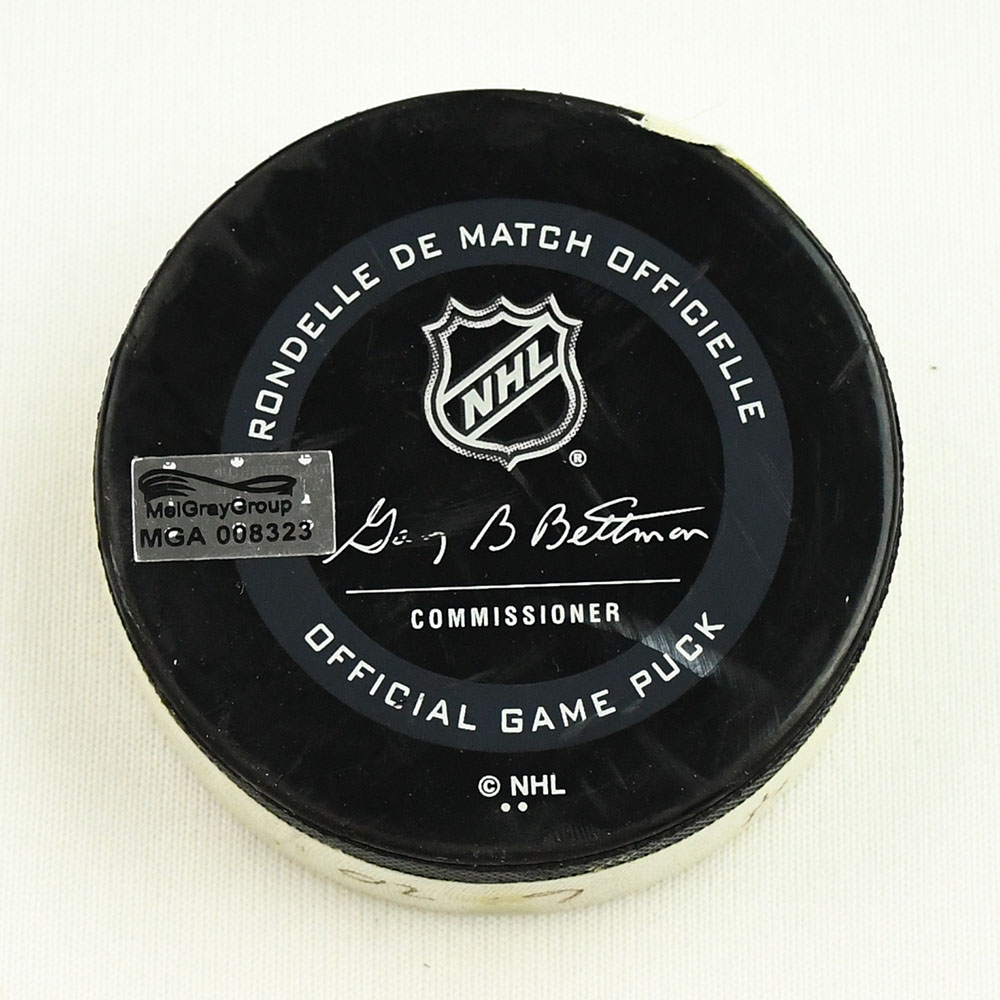 RONDELLE DE MATCH OFFICIELLE
NHL
®
MeiGrayGroup
MGA 008323
Gary B Bettman
COMMISSIONER
OFFICIAL GAME PUCK
© NHL